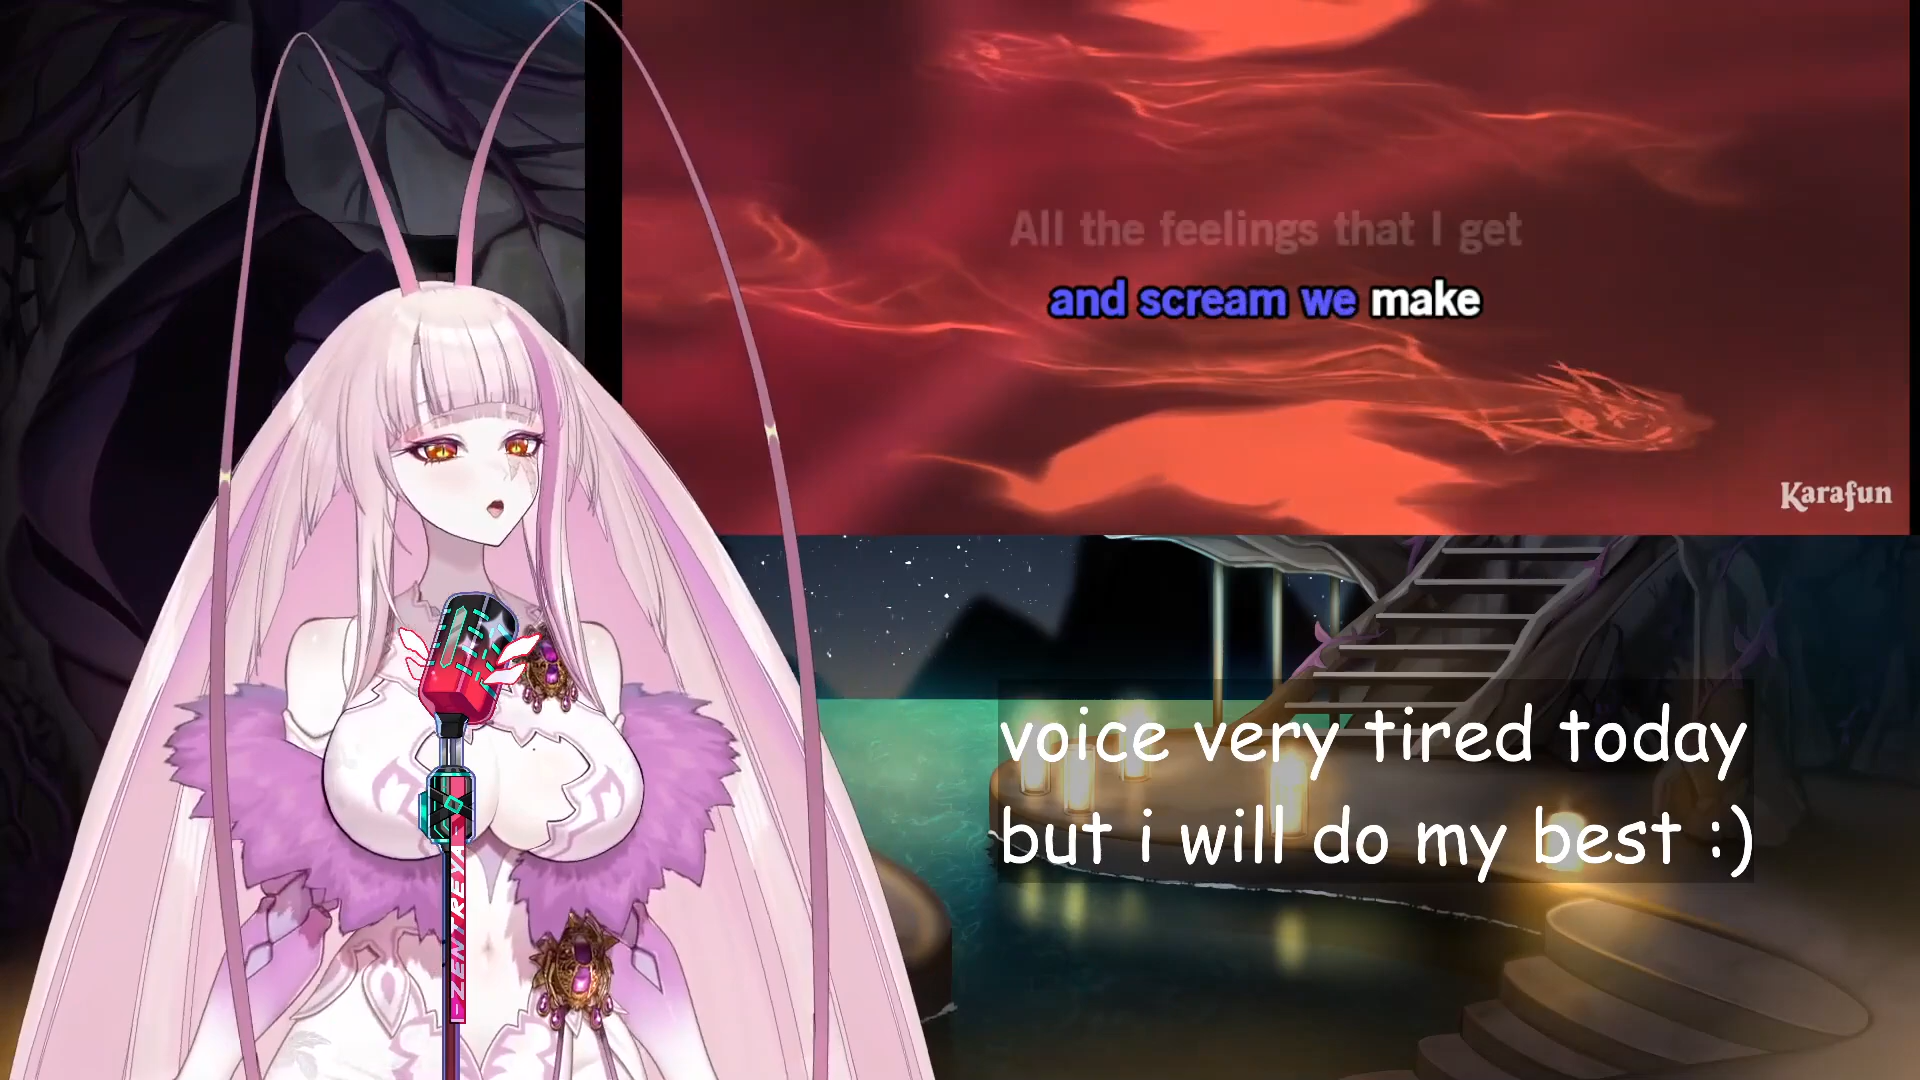 All the feelings that I get
and scream we make
Karafun
voice very tired today
but i will do my best :)
-ZENTREYA-